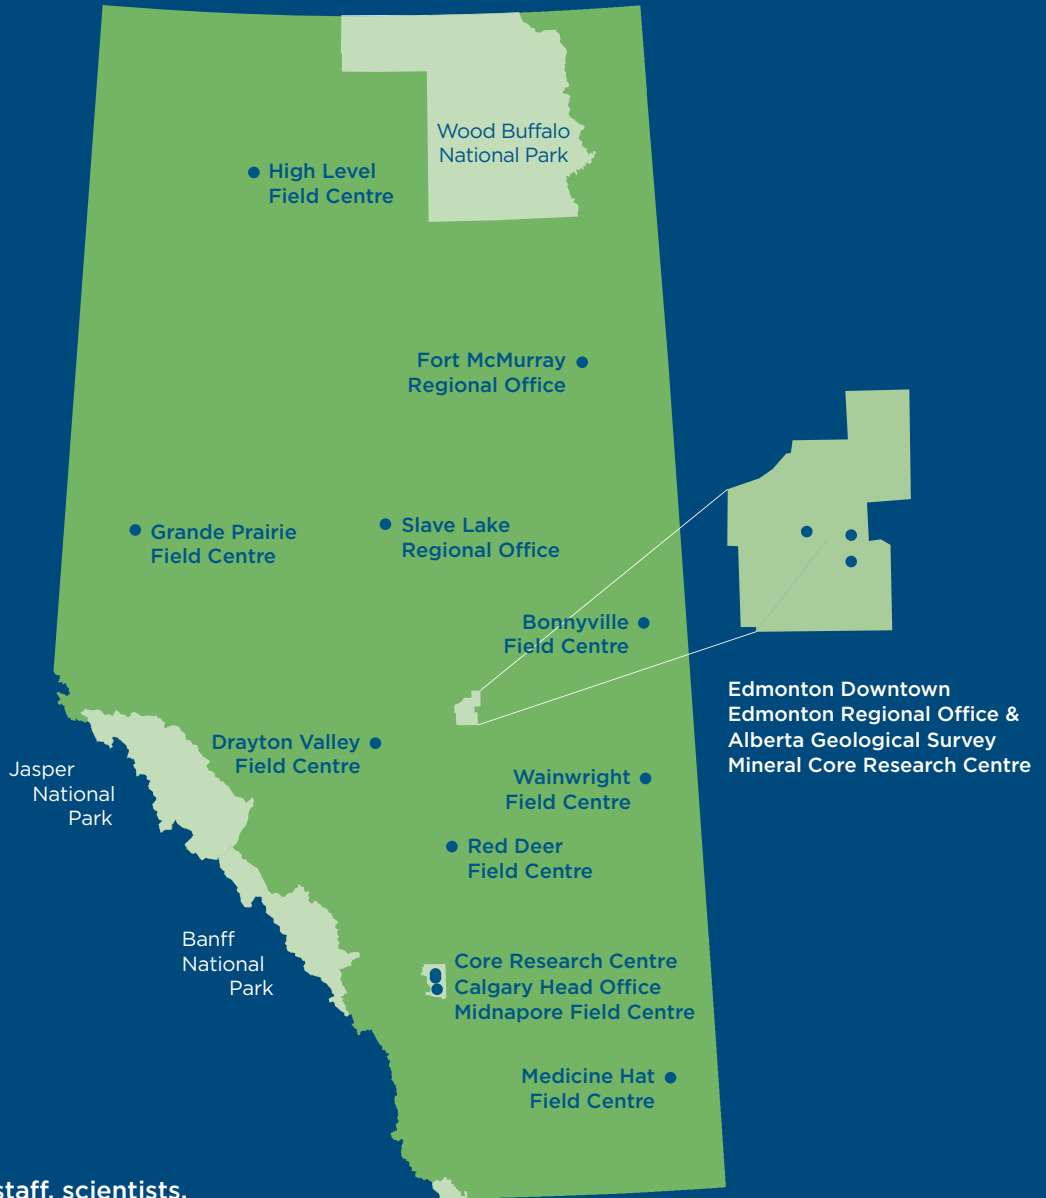 Wood Buffalo
National Park
High Level
Field Centre
Fort McMurray
Regional Office
Grande Prairie
Field Centre
Slave Lake
Regional Office
Bonnyville
Field Centre
Edmonton Downtown
Edmonton Regional Office &
Alberta Geological Survey
Mineral Core Research Centre
Drayton Valley
Field Centre
Jasper
National
Park
Wainwright
Field Centre
Red Deer
Field Centre
Banff
National
Park
Core Research Centre
Calgary Head Office
Midnapore Field Centre
Medicine Hat
Field Centre
staff, scientists,